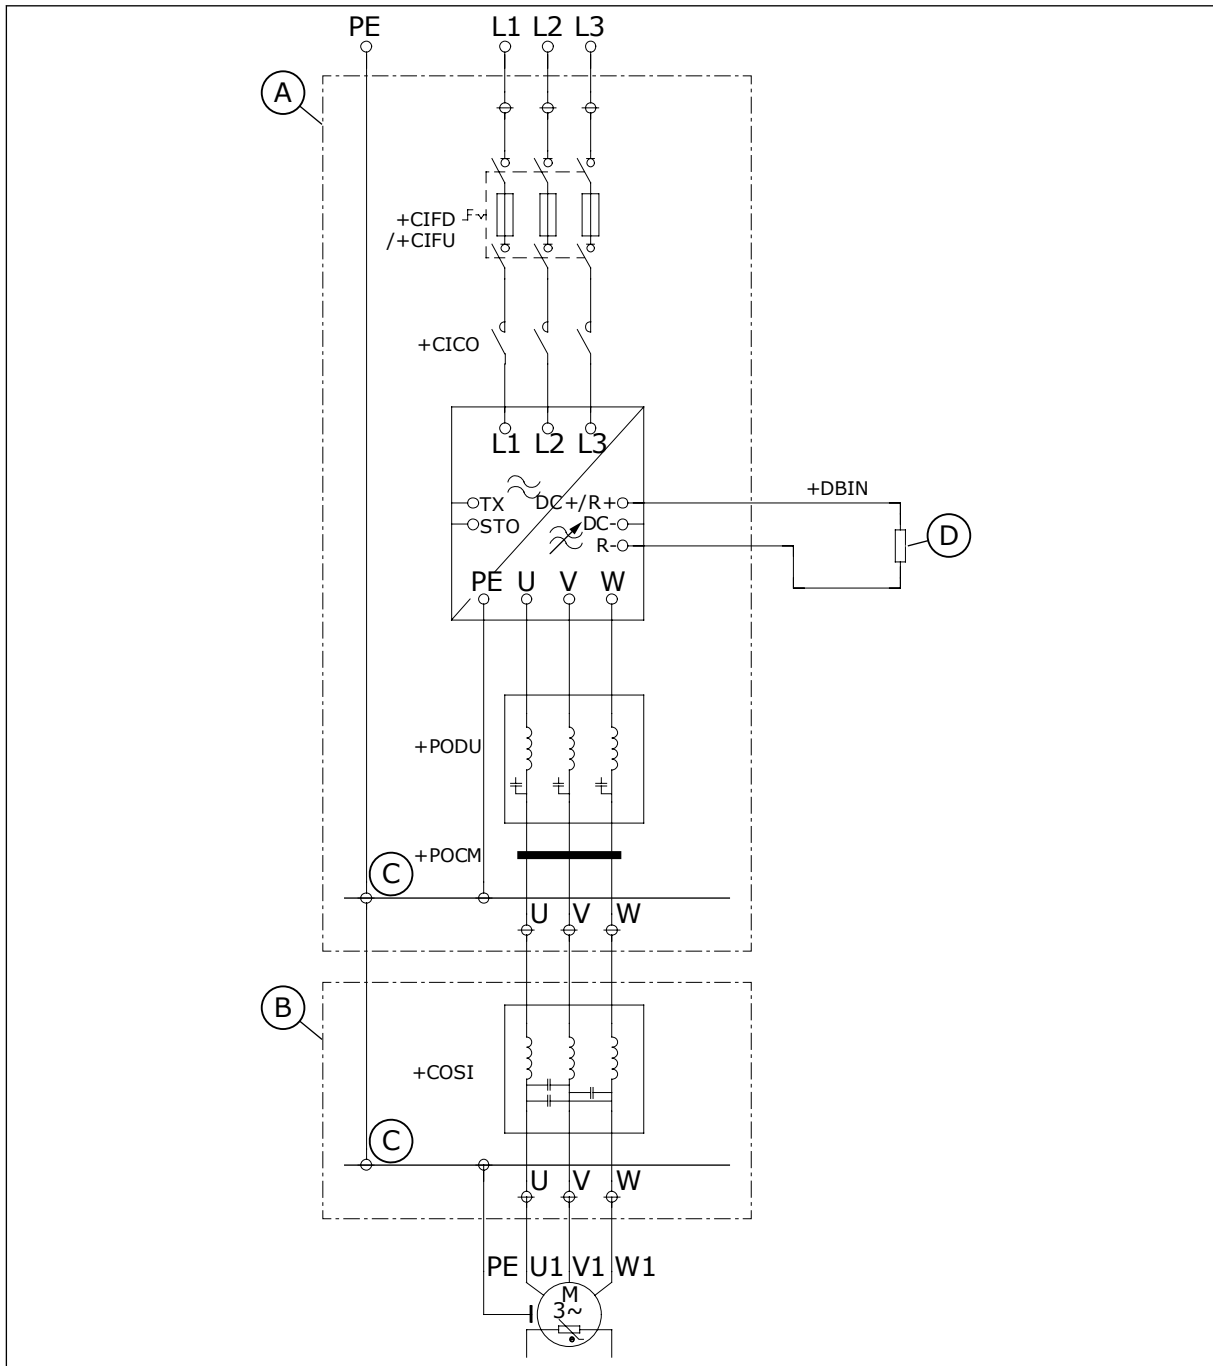 PE L1 L2 L3
A
+CIFD
/+CIFU
+CICO
L1 L2 L3
+DBIN
TX DC+/R+
STO DC-
D
R-
PE U V W
+PODU
+POCM
C
U V W
B
+COSI
C
U V W
PE U1 V1 W1
M
3~